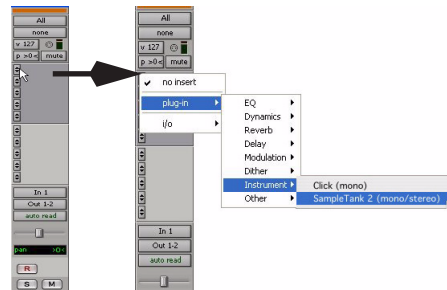 All
none
v 127
p >0< mute
In 1
Out 1-2
auto read
pan >0<
R
S M
All
none
v 127
p >0< mute
no insert
plug-in
i/o
EQ
Dynamics
Reverb
Delay
Modulation
Dither
Instrument
Other
Click (mono)
SampleTank 2 (mono/stereo)
In 1
Out 1-2
auto read